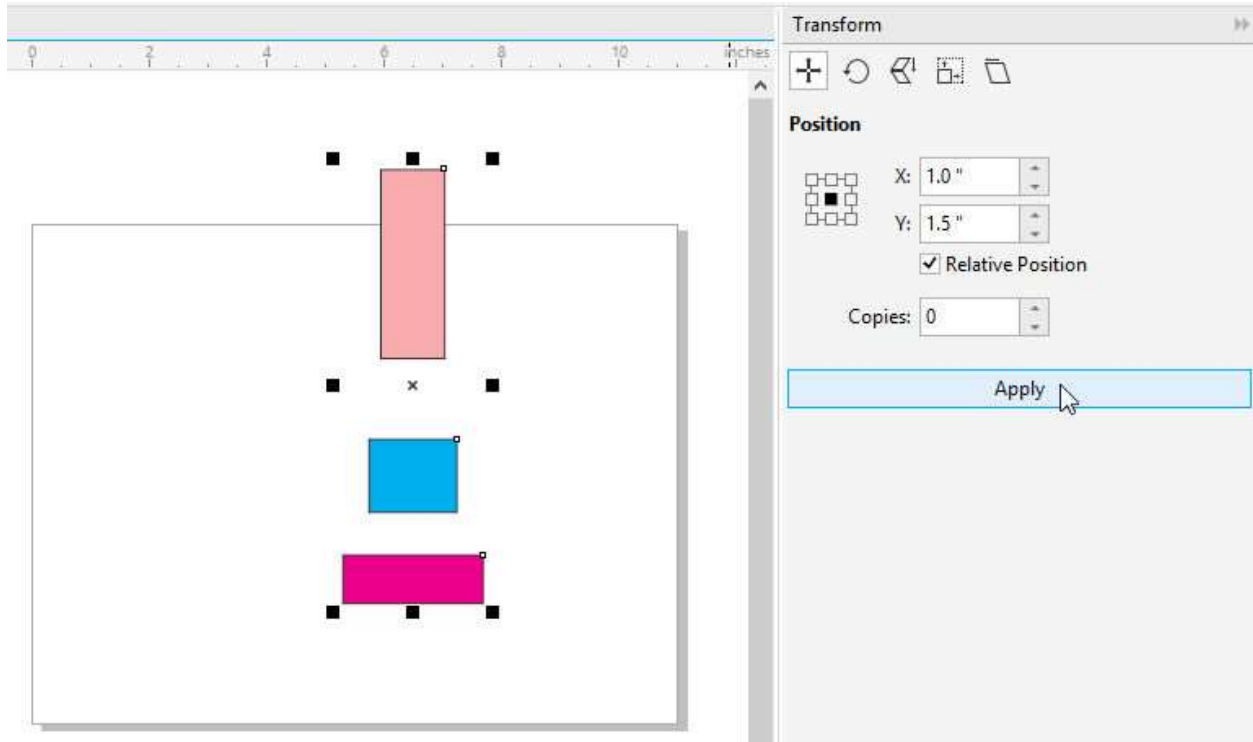 Transform
0 2 4 6 8 10 inches
Position
X: 1.0 "
Y: 1.5 "
Relative Position
Copies: 0
Apply